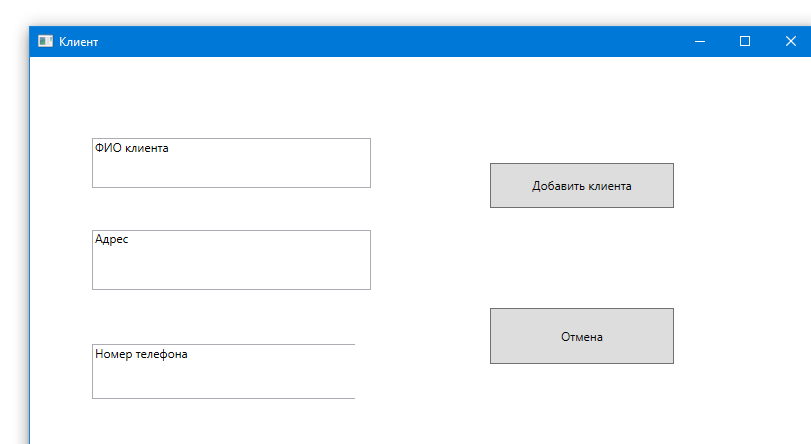 Клиент
ФИО клиента
Добавить клиента
Адрес
Отмена
Номер телефона